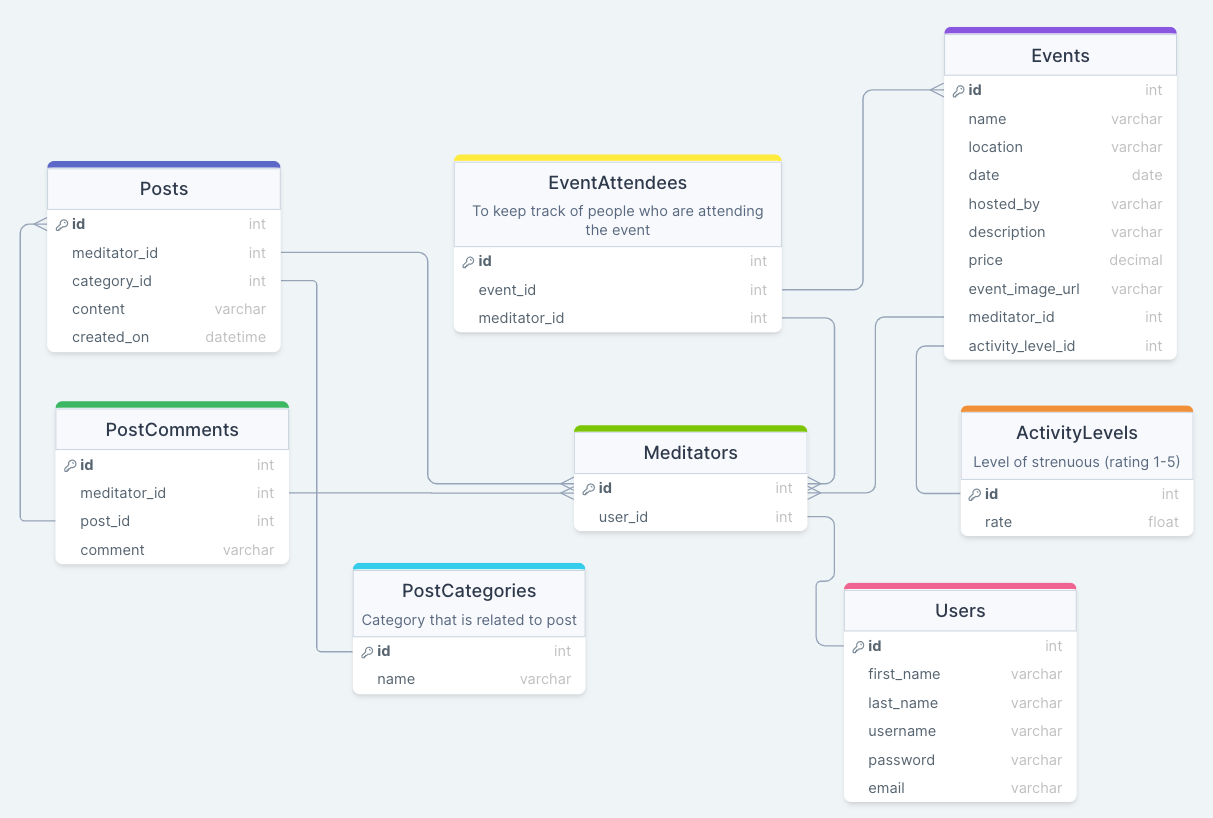 Events
id int
name varchar
location varchar
date date
hosted_by varchar
description varchar
price decimal
event_image_url varchar
meditator_id int
activity_level_id int
Posts
id int
meditator_id int
category_id int
content varchar
created_on datetime
EventAttendees
To keep track of people who are attending
the event
id int
event_id int
meditator_id int
PostComments
id int
meditator_id int
post_id int
comment varchar
Meditators
id int
user_id int
ActivityLevels
Level of strenuous (rating 1-5)
id int
rate float
PostCategories
Category that is related to post
id int
name varchar
Users
id int
first_name varchar
last_name varchar
username varchar
password varchar
email varchar